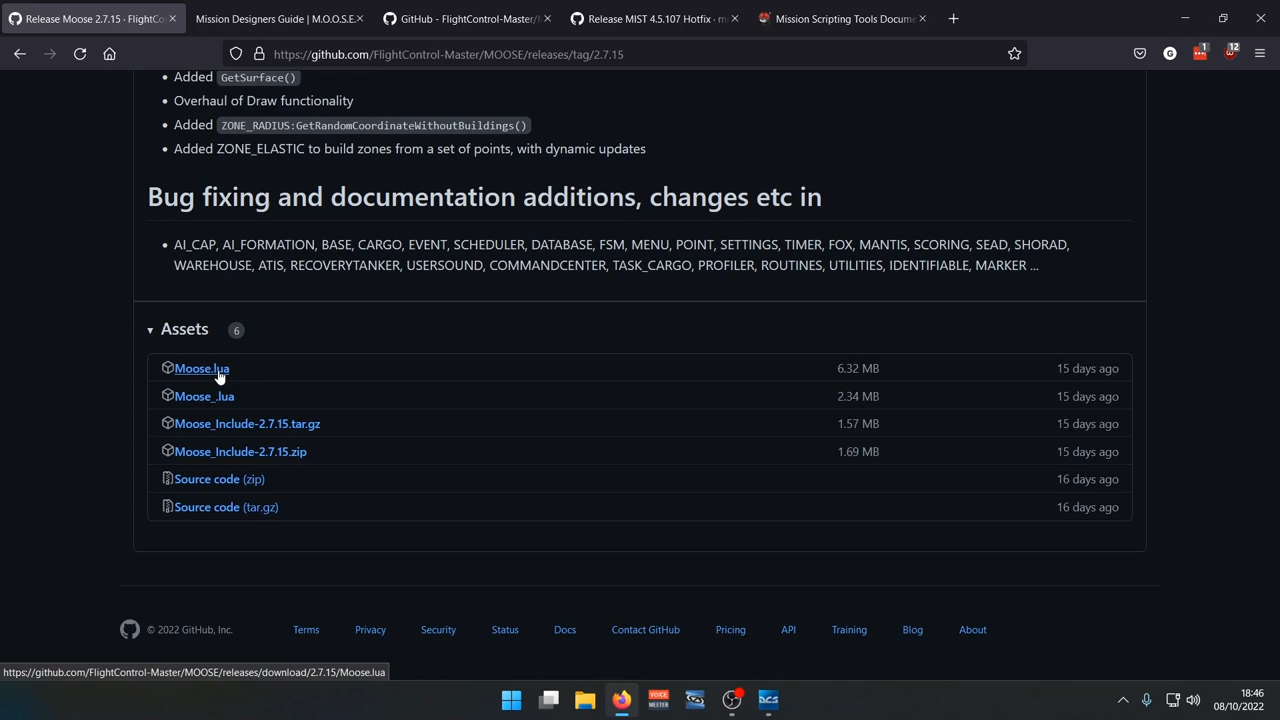 Release Moose 2.7.15 · FlightCo
Mission Designers Guide | M.O.O.S.E.
GitHub - FlightControl-Master/
Release MIST 4.5.107 Hotfix · m
Mission Scripting Tools Docume
https://github.com/FlightControl-Master/MOOSE/releases/tag/2.7.15
1
12
Added GetSurface()
Overhaul of Draw functionality
Added ZONE_RADIUS:GetRandomCoordinateWithoutBuildings()
Added ZONE_ELASTIC to build zones from a set of points, with dynamic updates
Bug fixing and documentation additions, changes etc in
AI_CAP, AI_FORMATION, BASE, CARGO, EVENT, SCHEDULER, DATABASE, FSM, MENU, POINT, SETTINGS, TIMER, FOX, MANTIS, SCORING, SEAD, SHORAD,
WAREHOUSE, ATIS, RECOVERYTANKER, USERSOUND, COMMANDCENTER, TASK_CARGO, PROFILER, ROUTINES, UTILITIES, IDENTIFIABLE, MARKER ...
Assets 6
Moose.lua 6.32 MB 15 days ago
Moose_.lua 2.34 MB 15 days ago
Moose_Include-2.7.15.tar.gz 1.57 MB 15 days ago
Moose_Include-2.7.15.zip 1.69 MB 15 days ago
Source code (zip) 16 days ago
Source code (tar.gz) 16 days ago
© 2022 GitHub, Inc. Terms Privacy Security Status Docs Contact GitHub Pricing API Training Blog About
https://github.com/FlightControl-Master/MOOSE/releases/download/2.7.15/Moose.lua
VOICE MEETER
DCS
18:46
08/10/2022